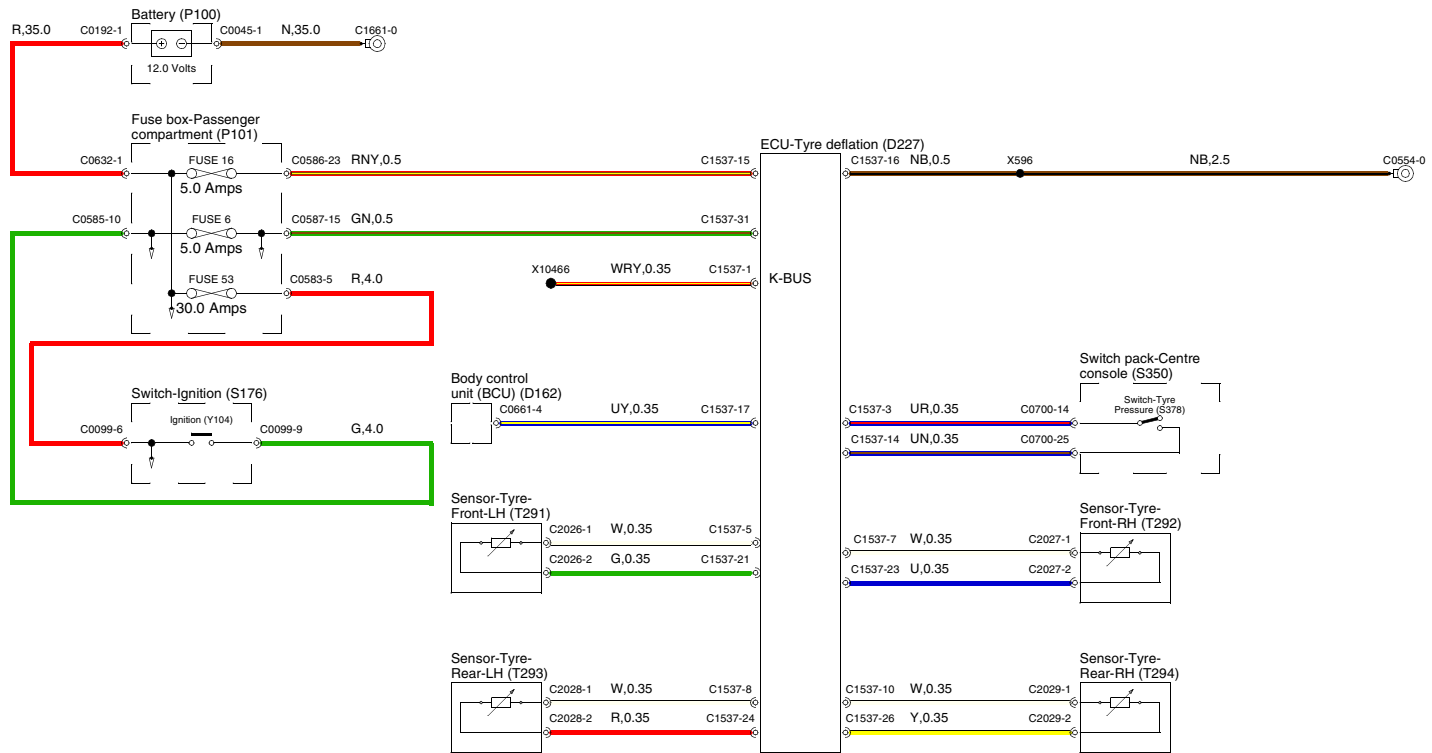 Battery (P100)
R,35.0
C0192-1
C0045-1
N,35.0
C1661-0
12.0 Volts
Fuse box-Passenger
compartment (P101)
ECU-Tyre deflation (D227)
C0632-1
FUSE 16
5.0 Amps
C0586-23
RNY,0.5
C1537-15
C1537-16
NB,0.5
X596
NB,2.5
C0554-0
C0585-10
FUSE 6
5.0 Amps
C0587-15
GN,0.5
C1537-31
X10466
WRY,0.35
C1537-1
K-BUS
FUSE 53
30.0 Amps
C0583-5
R,4.0
Switch-Ignition (S176)
Ignition (Y104)
C0099-6
C0099-9
G,4.0
Body control
unit (BCU) (D162)
C0661-4
UY,0.35
C1537-17
Switch pack-Centre
console (S350)
Switch-Tyre
Pressure (S378)
C1537-3
UR,0.35
C0700-14
C1537-14
UN,0.35
C0700-25
Sensor-Tyre-
Front-LH (T291)
C2026-1
W,0.35
C1537-5
C2026-2
G,0.35
C1537-21
Sensor-Tyre-
Front-RH (T292)
C1537-7
W,0.35
C2027-1
C1537-23
U,0.35
C2027-2
Sensor-Tyre-
Rear-LH (T293)
C2028-1
W,0.35
C1537-8
C2028-2
R,0.35
C1537-24
Sensor-Tyre-
Rear-RH (T294)
C1537-10
W,0.35
C2029-1
C1537-26
Y,0.35
C2029-2